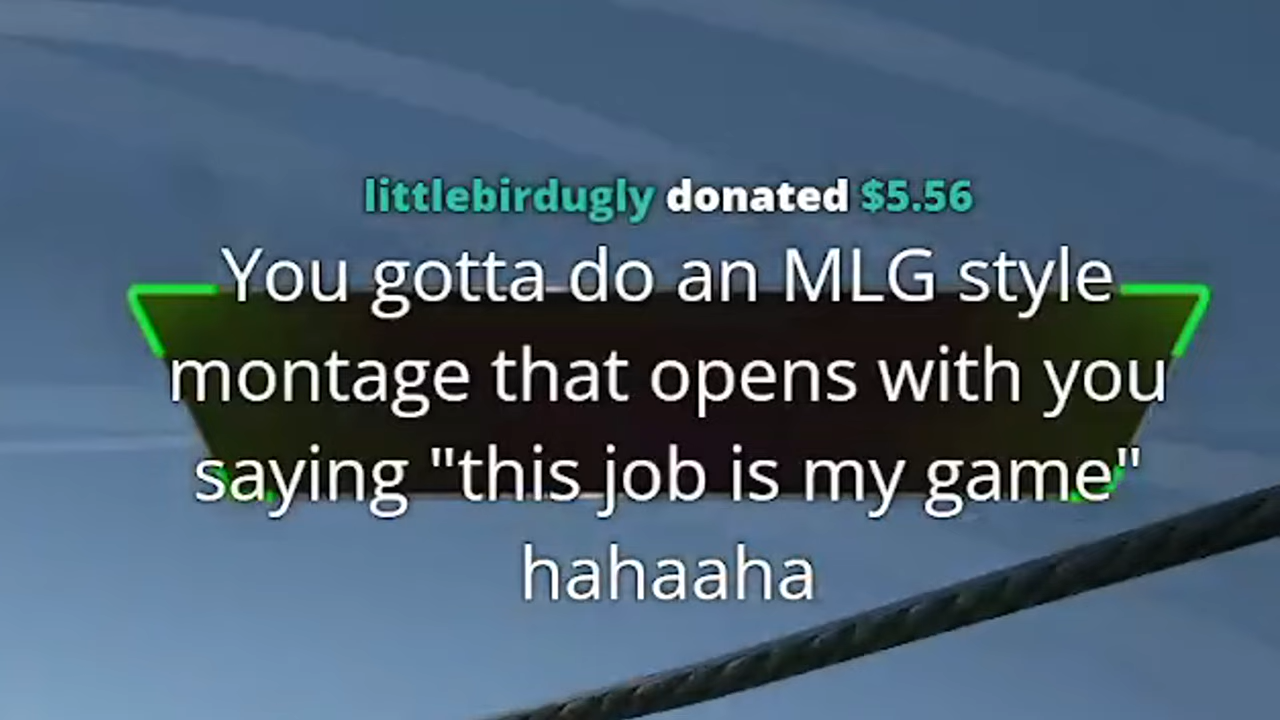 littlebirdugly donated $5.56
You gotta do an MLG style
montage that opens with you
saying "this job is my game"
hahaaha